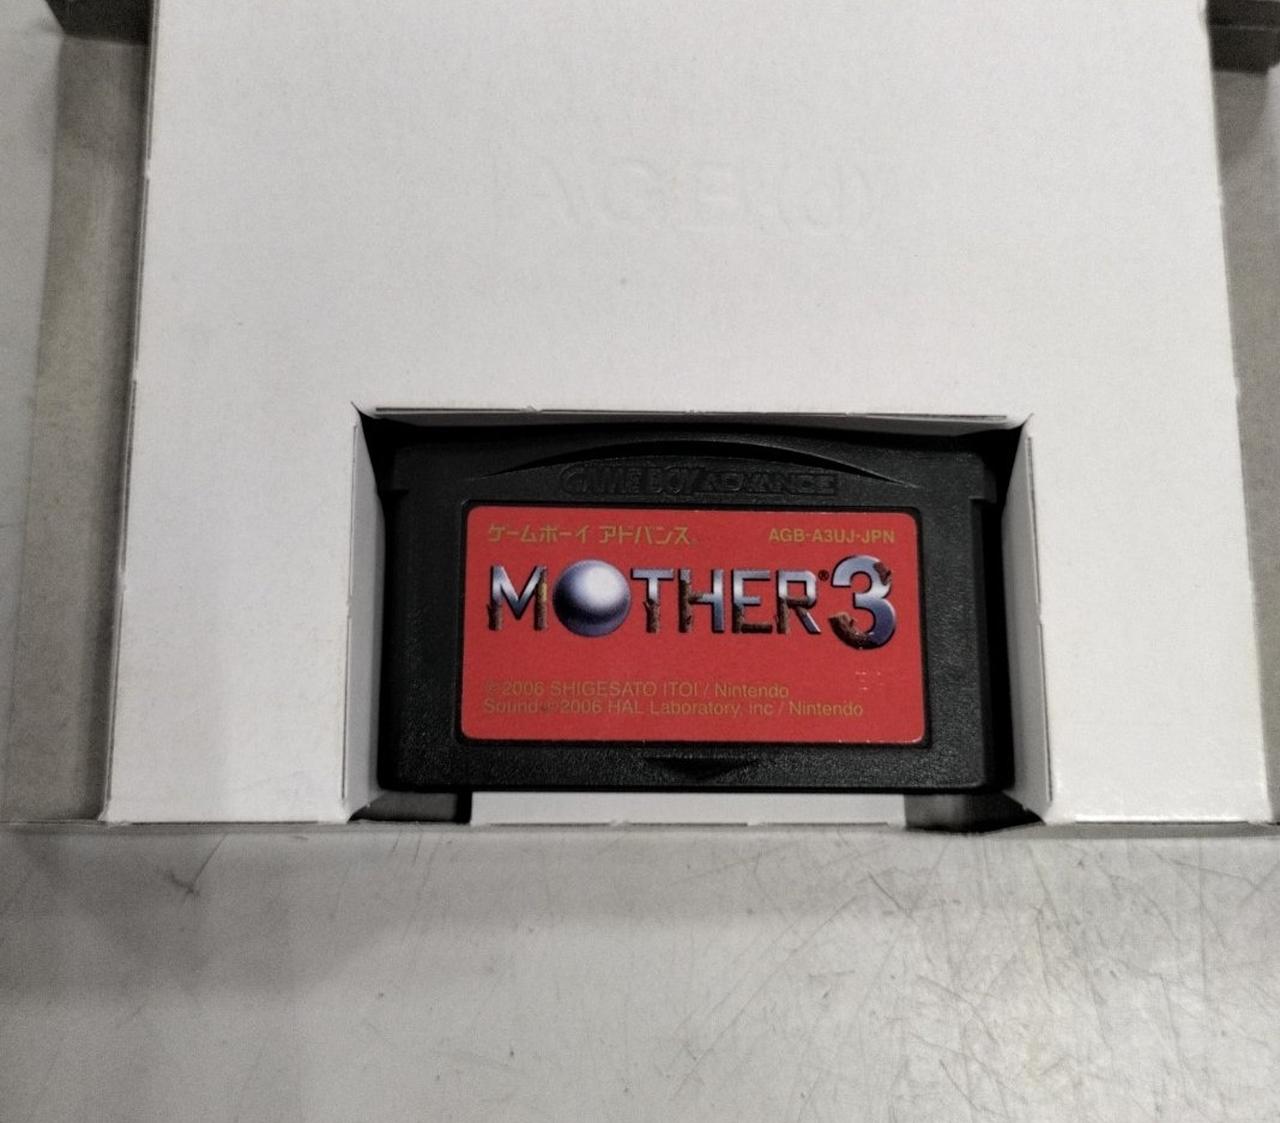 GAME BOY ADVANCE
ゲームボーイ アドバンス AGB-A3UJ-JPN
MOTHER® 3
©2006 SHIGESATO ITOI / Nintendo
Sound:©2006 HAL Laboratory, inc / Nintendo